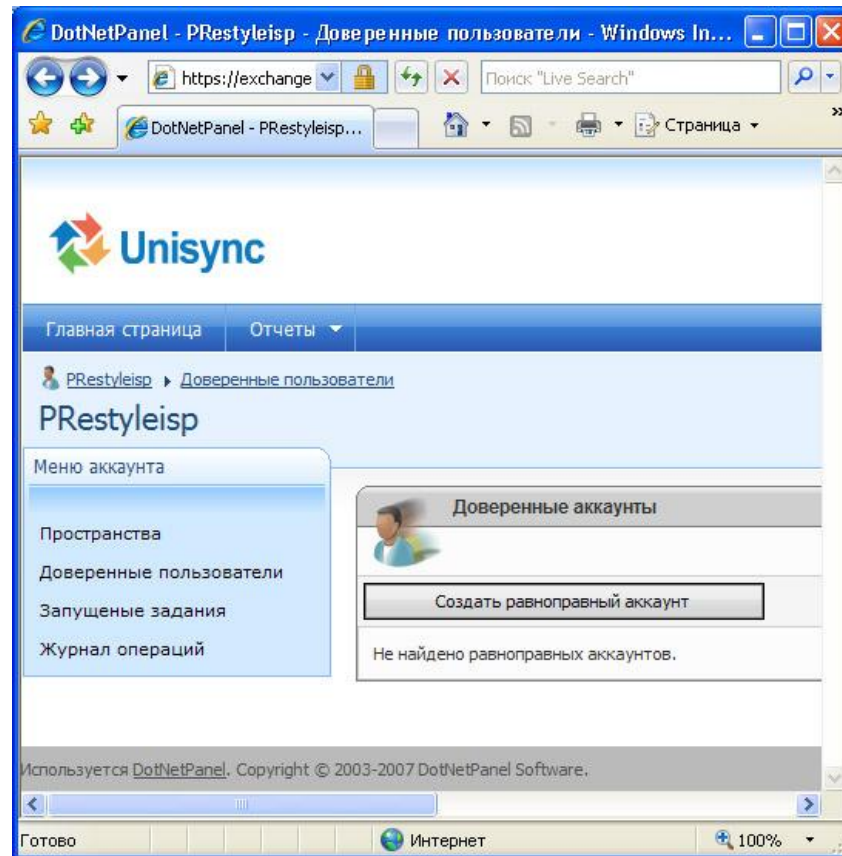 DotNetPanel - PRestyleisp - Доверенные пользователи - Windows In...
https://exchange
Поиск "Live Search"
DotNetPanel - PRestyleisp...
Страница
»
Unisync
Главная страница Отчеты
PRestyleisp Доверенные пользователи
PRestyleisp
Меню аккаунта
Доверенные аккаунты
Пространства
Доверенные пользователи
Создать равноправный аккаунт
Запущеные задания
Журнал операций
Не найдено равноправных аккаунтов.
Используется DotNetPanel. Copyright © 2003-2007 DotNetPanel Software.
Готово Интернет 100%